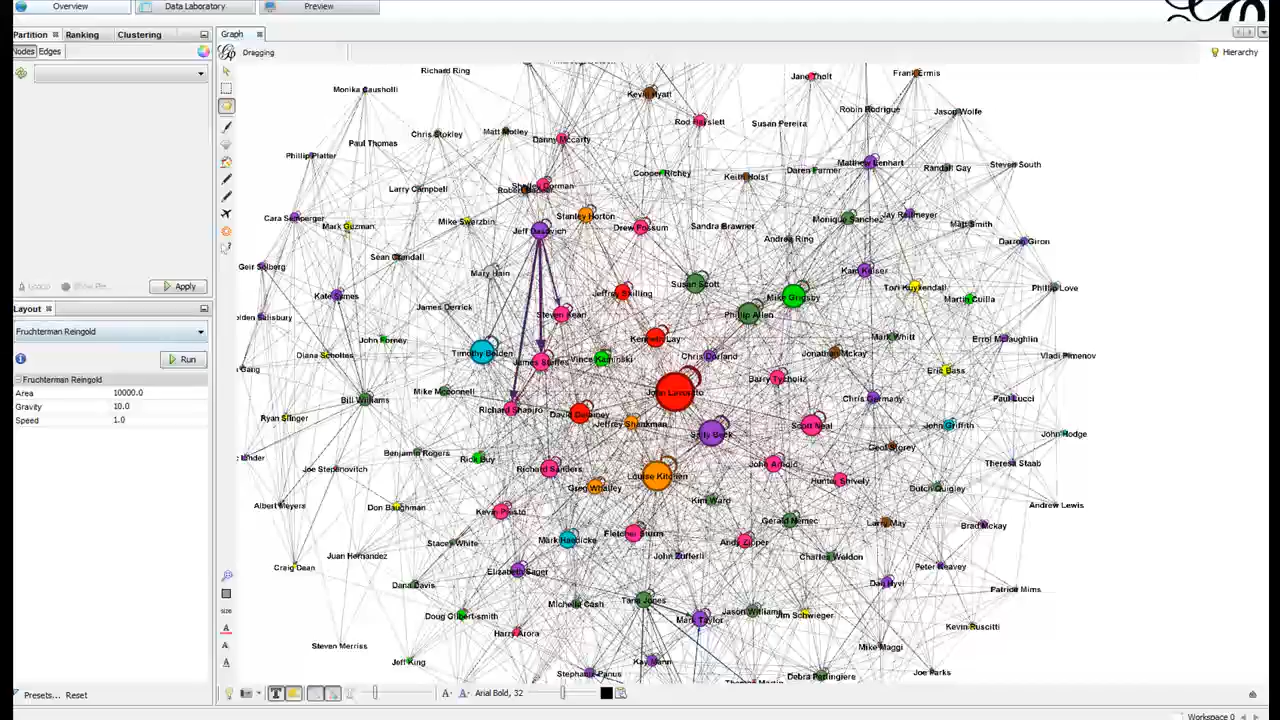 Overview
Data Laboratory
Preview
Partition
Ranking
Clustering
Graph
Nodes
Edges
Dragging
Hierarchy
Apply
Layout
Fruchterman Reingold
Run
Fruchterman Reingold
Area 10000.0
Gravity 10.0
Speed 1.0
Presets... Reset
Richard Ring
Jane Tholt
Frank Ermis
Monika Causholli
Kevin Hyatt
Robin Rodrigue
Jason Wolfe
Rod Hayslett
Susan Pereira
Chris Stokley
Matt Motley
Danny Mccarty
Paul Thomas
Phillip Platter
Matthew Lenhart
Steven South
Randall Gay
Daren Farmer
Cooper Richey
Keith Holst
Larry Campbell
Cara Semperger
Mark Guzman
Mike Swerzbin
Stanley Horton
Drew Fossum
Sandra Brawner
Monique Sanchez
Jay Reitmeyer
Matt Smith
Jeff Dasovich
Andrea Ring
Darron Giron
Sean Crandall
Geir Solberg
Mary Hain
Kam Keiser
Susan Scott
Tori Kuykendall
Phillip Love
Kate Symes
Jeffrey Skilling
Mike Grigsby
Martin Cuilla
James Derrick
Steven Kean
Phillip Allen
John Forney
Kenneth Lay
Mark Whitt
Errol Mclaughlin
Diana Scholtes
Timothy Belden
Vince Kaminski
Chris Dorland
Jonathan Mckay
Vladi Pimenov
James Steffes
Eric Bass
Barry Tycholiz
Mike Mcconnell
Bill Williams
John Lavorato
Chris Germany
Paul Lucci
Richard Shapiro
David Delainey
Jeffrey Shankman
Ryan Slinger
Scott Neal
John Griffith
Sally Beck
John Hodge
Geof Storey
Benjamin Rogers
Rick Buy
Joe Stepenovitch
Richard Sanders
John Arnold
Theresa Staab
Louise Kitchen
Hunter Shively
Greg Whalley
Dutch Quigley
Kim Ward
Albert Meyers
Don Baughman
Kevin Presto
Andrew Lewis
Gerald Nemec
Larry May
Brad Mckay
Fletcher Sturm
Stacey White
Mark Haedicke
Andy Zipper
Juan Hernandez
John Zufferli
Charles Weldon
Craig Dean
Elizabeth Sager
Peter Keavey
Dana Davis
Dan Hyvl
Patrice Mims
Tana Jones
Michelle Cash
Jason Williams
Doug Gilbert-smith
Mark Taylor
Jim Schwieger
Kevin Ruscitti
Harry Arora
Steven Merriss
Mike Maggi
Jeff King
Kay Mann
Stephanie Panus
Joe Parks
Debra Perlingiere
Arial Bold, 32
Workspace 0